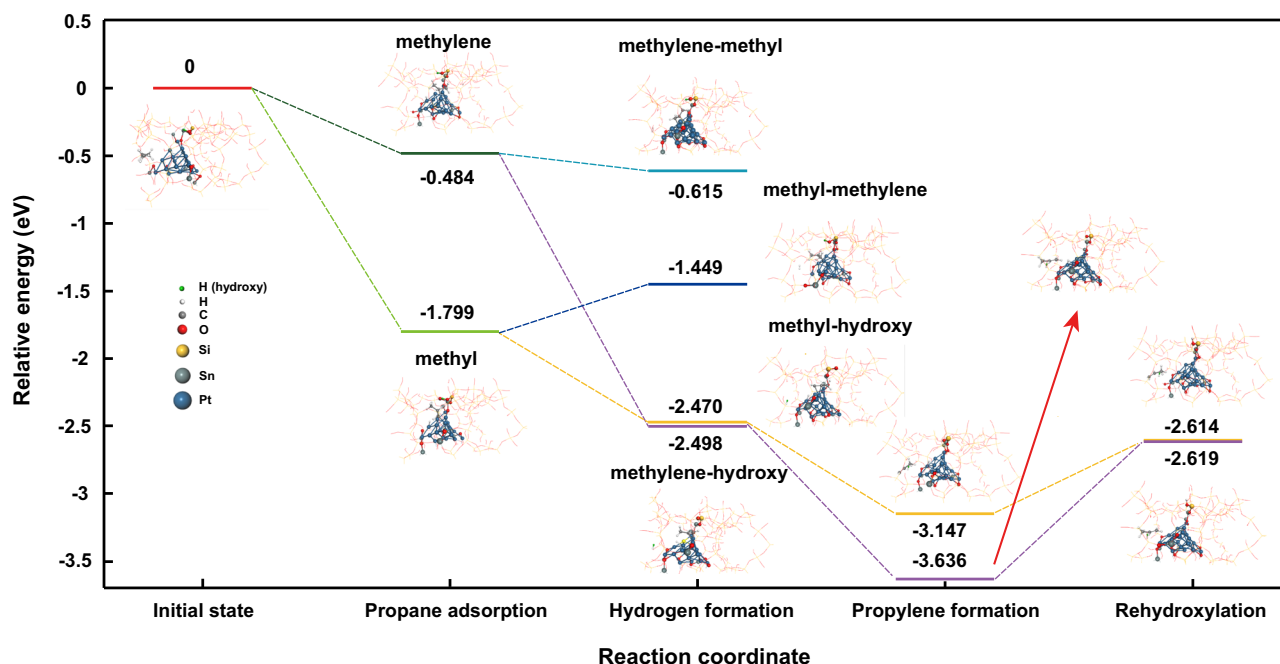 Relative energy (eV)
0.5
0
-0.5
-1
-1.5
-2
-2.5
-3
-3.5
0
methylene
-0.484
-1.799
methyl
methylene-methyl
-0.615
methyl-methylene
-1.449
methyl-hydroxy
-2.470
-2.498
methylene-hydroxy
-3.147
-3.636
-2.614
-2.619
H (hydroxy)
H
C
O
Si
Sn
Pt
Initial state
Propane adsorption
Hydrogen formation
Propylene formation
Rehydroxylation
Reaction coordinate